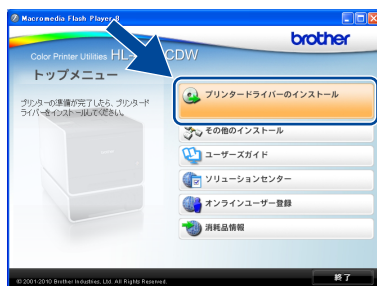 Macromedia Flash Player 8
brother
Color Printer Utilities HL- CDW
トップメニュー
プリンターの準備が完了したら、プリンタード
ライバーをインストールしてください。
プリンタードライバーのインストール
その他のインストール
ユーザーズガイド
ソリューションセンター
オンラインユーザー登録
消耗品情報
© 2001-2010 Brother Industries, Ltd. All Rights Reserved.
終了